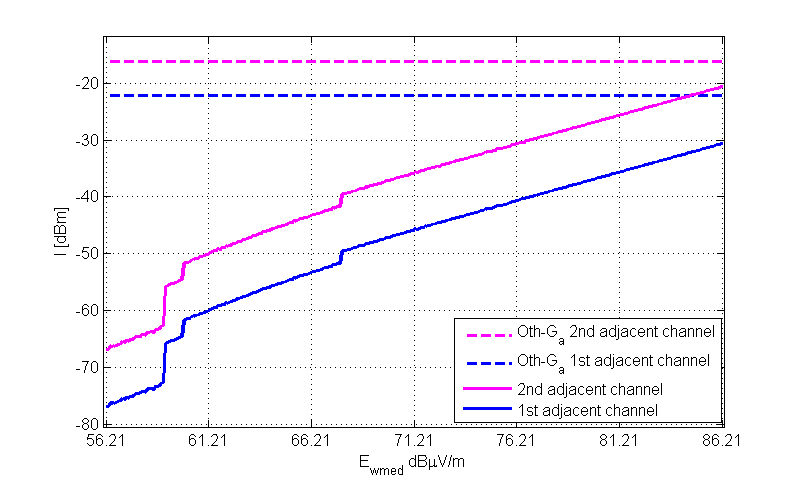 -20
-30
-40
-50
-60
-70
-80
I [dBm]
56.21 61.21 66.21 71.21 76.21 81.21 86.21
E_wmed dBµV/m
Oth-G_a 2nd adjacent channel
Oth-G_a 1st adjacent channel
2nd adjacent channel
1st adjacent channel